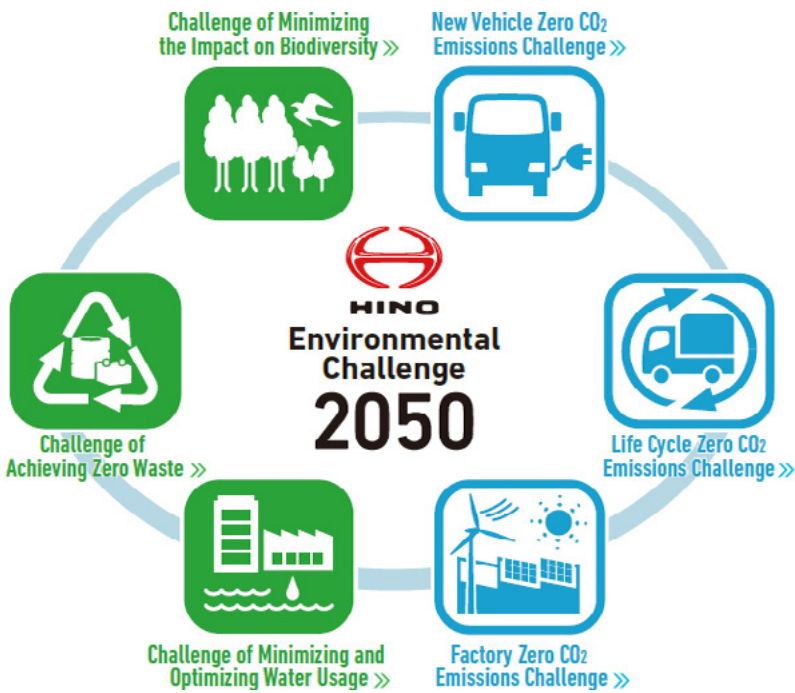 Challenge of Minimizing
the Impact on Biodiversity »
New Vehicle Zero CO₂
Emissions Challenge »
HINO
Environmental
Challenge
2050
Challenge of
Achieving Zero Waste »
Life Cycle Zero CO₂
Emissions Challenge »
Challenge of Minimizing and
Optimizing Water Usage »
Factory Zero CO₂
Emissions Challenge »